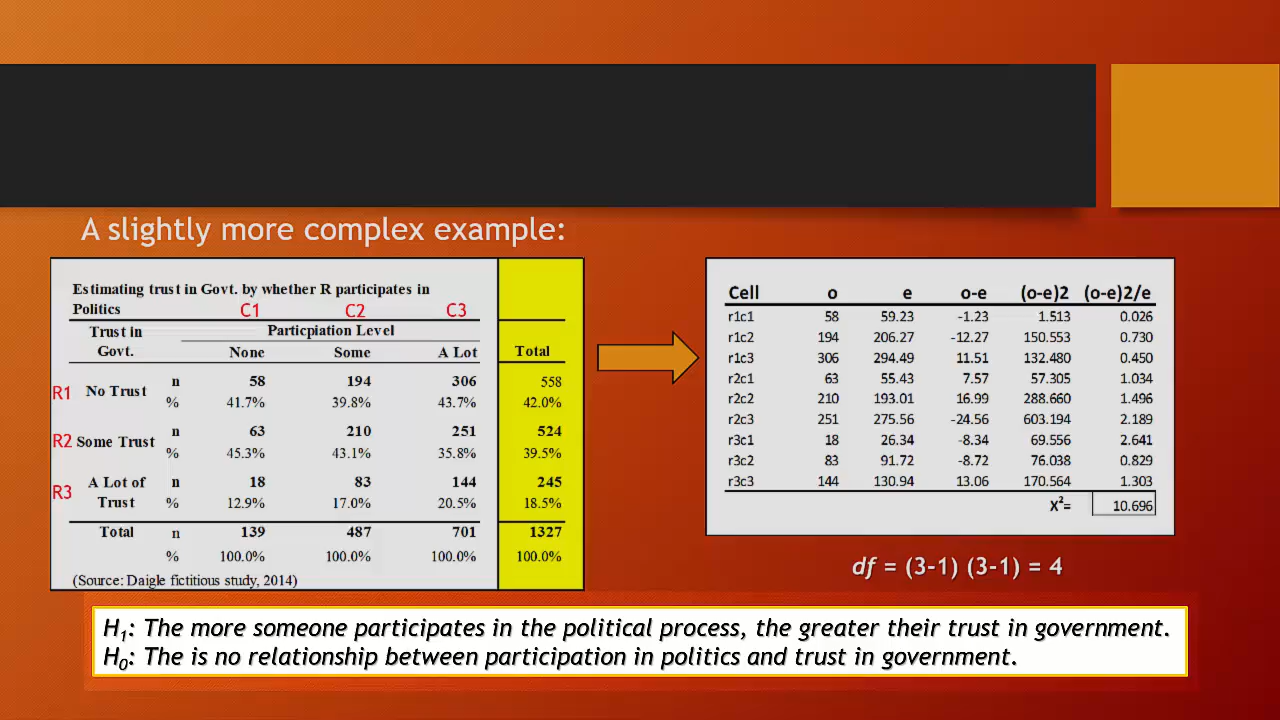 A slightly more complex example:
Estimating trust in Govt. by whether R participates in
Politics C1 C2 C3
Trust in Govt. Particpiation Level
None Some A Lot Total
R1 No Trust n 58 194 306 558
% 41.7% 39.8% 43.7% 42.0%
R2 Some Trust n 63 210 251 524
% 45.3% 43.1% 35.8% 39.5%
R3 A Lot of Trust n 18 83 144 245
% 12.9% 17.0% 20.5% 18.5%
Total n 139 487 701 1327
% 100.0% 100.0% 100.0% 100.0%
(Source: Daigle fictitious study, 2014)
Cell o e o-e (o-e)2 (o-e)2/e
r1c1 58 59.23 -1.23 1.513 0.026
r1c2 194 206.27 -12.27 150.553 0.730
r1c3 306 294.49 11.51 132.480 0.450
r2c1 63 55.43 7.57 57.305 1.034
r2c2 210 193.01 16.99 288.660 1.496
r2c3 251 275.56 -24.56 603.194 2.189
r3c1 18 26.34 -8.34 69.556 2.641
r3c2 83 91.72 -8.72 76.038 0.829
r3c3 144 130.94 13.06 170.564 1.303
X²= 10.696
df = (3-1) (3-1) = 4
H₁: The more someone participates in the political process, the greater their trust in government.
H₀: The is no relationship between participation in politics and trust in government.